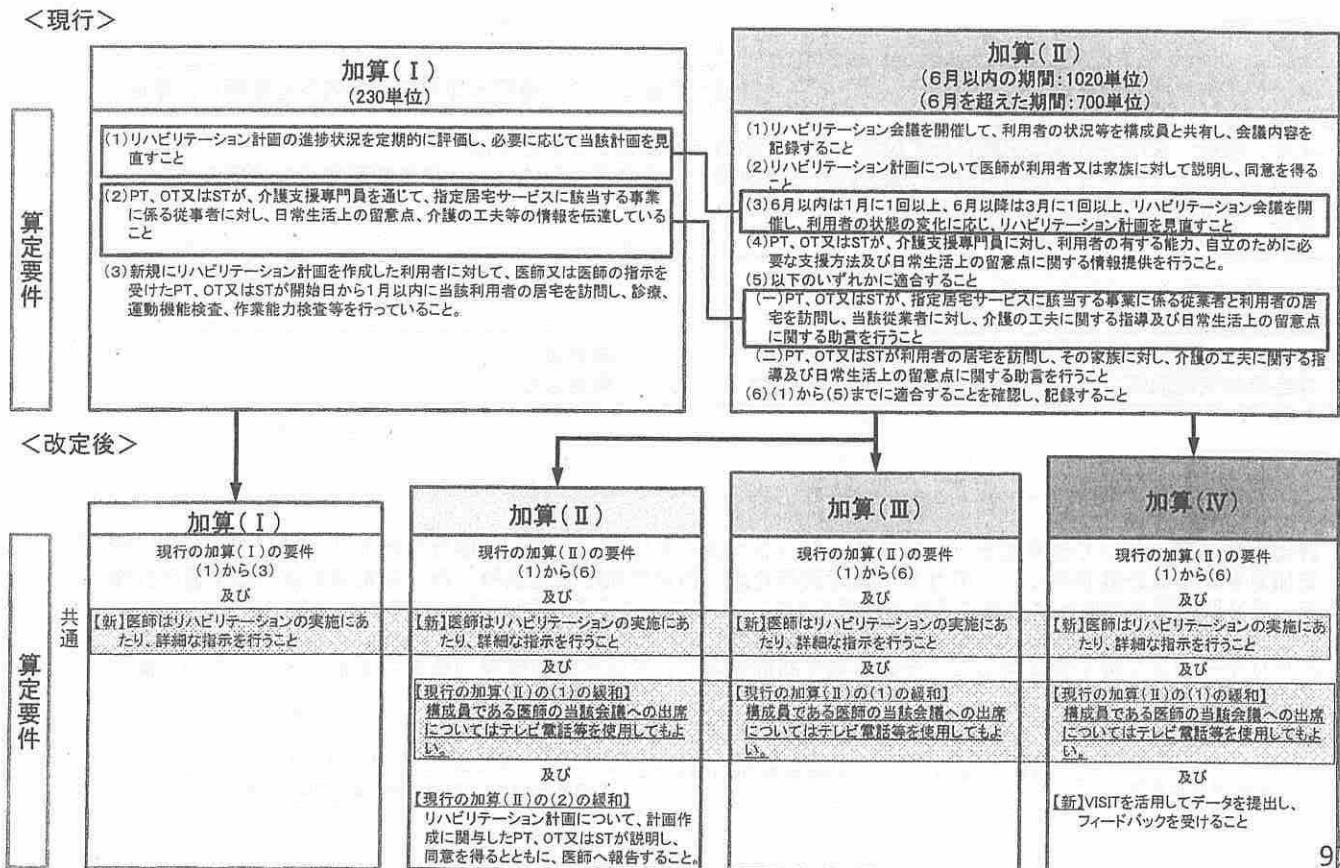 ＜現行＞
加算(Ⅰ)
(230単位)
算定要件
(1)リハビリテーション計画の進捗状況を定期的に評価し、必要に応じて当該計画を見
直すこと
(2)PT、OT又はSTが、介護支援専門員を通じて、指定居宅サービスに該当する事業
に係る従事者に対し、日常生活上の留意点、介護の工夫等の情報を伝達している
こと
(3)新規にリハビリテーション計画を作成した利用者に対して、医師又は医師の指示を
受けたPT、OT又はSTが開始日から1月以内に当該利用者の居宅を訪問し、診療、
運動機能検査、作業能力検査等を行っていること。
加算(Ⅱ)
(6月以内の期間:1020単位)
(6月を超えた期間:700単位)
(1)リハビリテーション会議を開催して、利用者の状況等を構成員と共有し、会議内容を
記録すること
(2)リハビリテーション計画について医師が利用者又は家族に対して説明し、同意を得る
こと
(3)6月以内は1月に1回以上、6月以降は3月に1回以上、リハビリテーション会議を開
催し、利用者の状態の変化に応じ、リハビリテーション計画を見直すこと
(4)PT、OT又はSTが、介護支援専門員に対し、利用者の有する能力、自立のために必
要な支援方法及び日常生活上の留意点に関する情報提供を行うこと。
(5)以下のいずれかに適合すること
(一)PT、OT又はSTが、指定居宅サービスに該当する事業に係る従業者と利用者の居
宅を訪問し、当該従業者に対し、介護の工夫に関する指導及び日常生活上の留意点
に関する助言を行うこと
(二)PT、OT又はSTが利用者の居宅を訪問し、その家族に対し、介護の工夫に関する指
導及び日常生活上の留意点に関する助言を行うこと
(6)(1)から(5)までに適合することを確認し、記録すること
＜改定後＞
算定要件
共通
加算(Ⅰ)
現行の加算(Ⅰ)の要件
(1)から(3)
及び
【新】医師はリハビリテーションの実施にあ
たり、詳細な指示を行うこと
加算(Ⅱ)
現行の加算(Ⅱ)の要件
(1)から(6)
及び
【新】医師はリハビリテーションの実施にあ
たり、詳細な指示を行うこと
及び
【現行の加算(Ⅱ)の(1)の緩和】
構成員である医師の当該会議への出席
についてはテレビ電話等を使用してもよ
い。
及び
【現行の加算(Ⅱ)の(2)の緩和】
リハビリテーション計画について、計画作
成に関与したPT、OT又はSTが説明し、
同意を得るとともに、医師へ報告すること。
加算(Ⅲ)
現行の加算(Ⅱ)の要件
(1)から(6)
及び
【新】医師はリハビリテーションの実施にあ
たり、詳細な指示を行うこと
及び
【現行の加算(Ⅱ)の(1)の緩和】
構成員である医師の当該会議への出席
についてはテレビ電話等を使用してもよ
い。
加算(Ⅳ)
現行の加算(Ⅱ)の要件
(1)から(6)
及び
【新】医師はリハビリテーションの実施にあ
たり、詳細な指示を行うこと
及び
【現行の加算(Ⅱ)の(1)の緩和】
構成員である医師の当該会議への出席
についてはテレビ電話等を使用してもよ
い。
及び
【新】VISITを活用してデータを提出し、
フィードバックを受けること
9